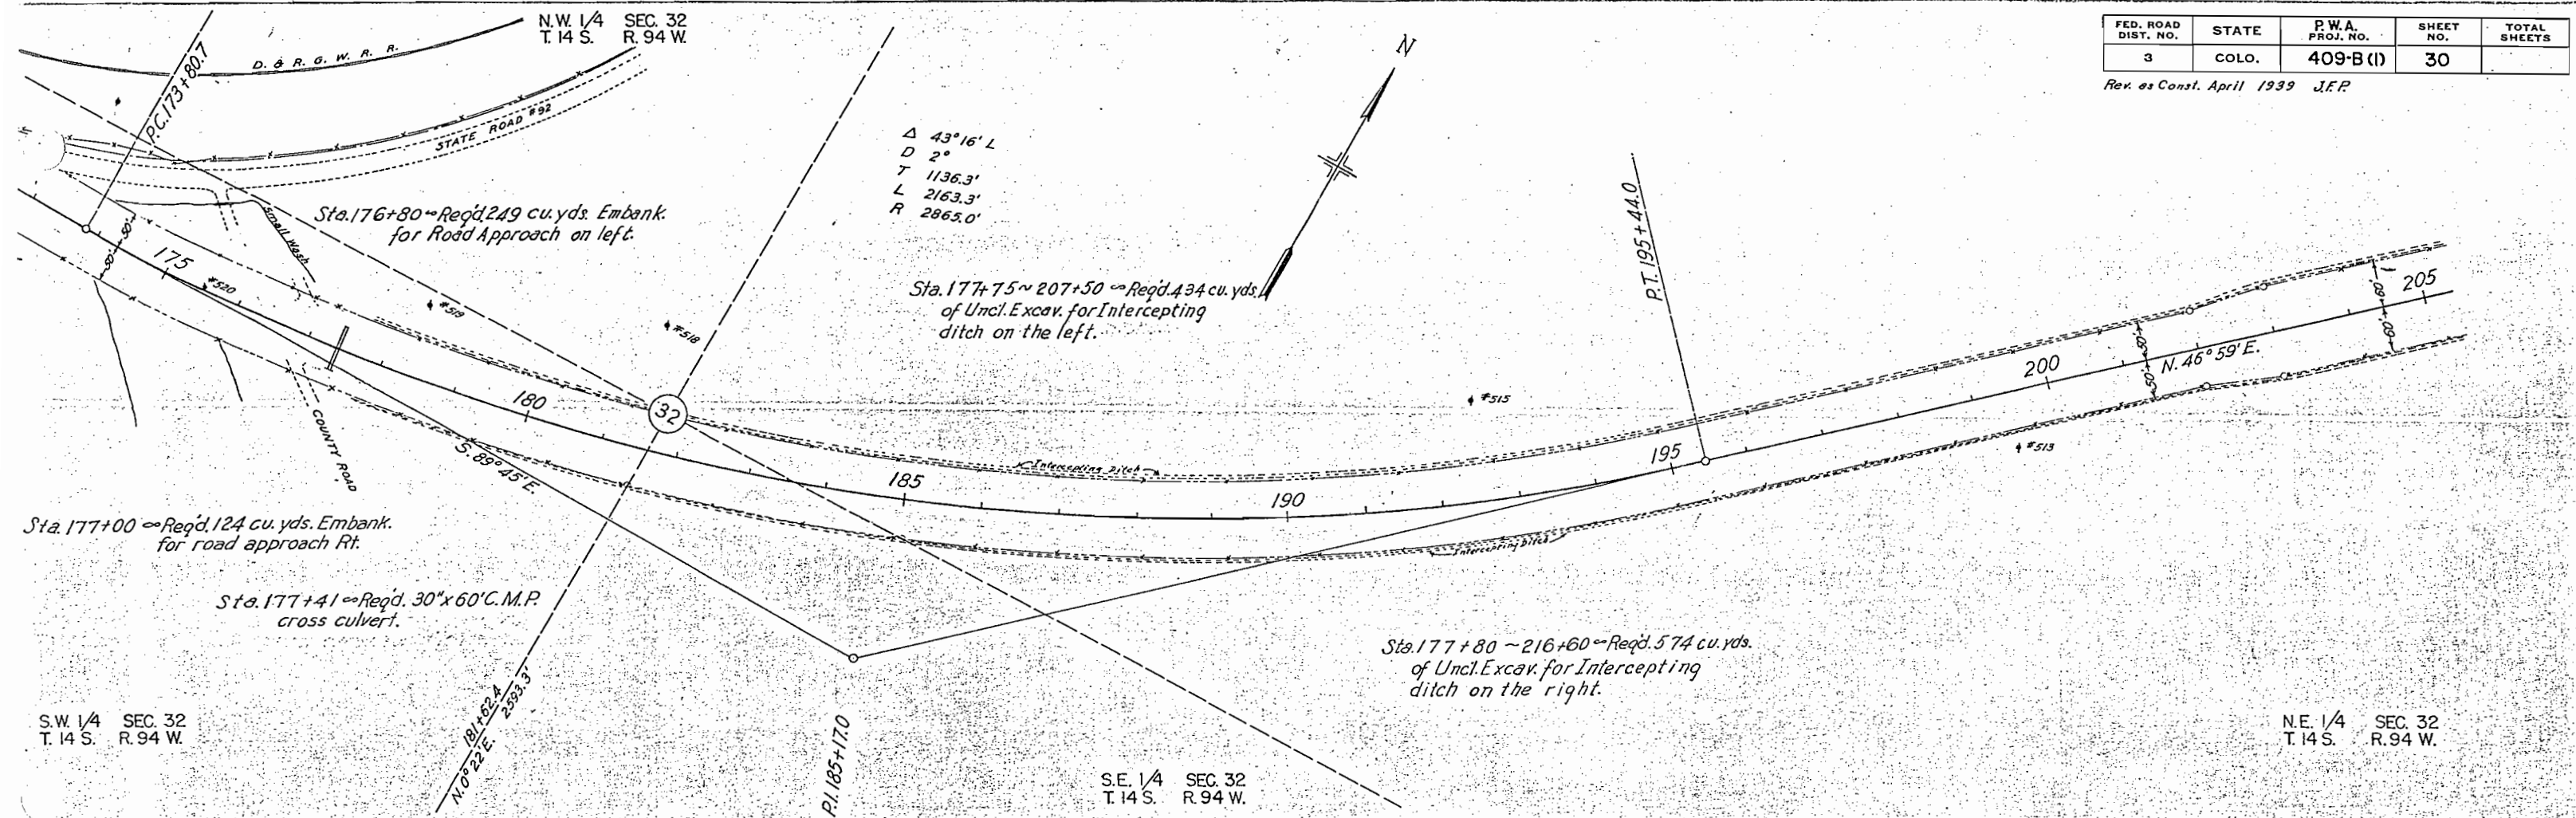 N.W. 1/4 SEC. 32
T. 14 S. R. 94 W.
FED. ROAD DIST. NO. STATE P.W.A. PROJ. NO. SHEET NO. TOTAL SHEETS
3 COLO. 409-B (1) 30
Rev. as Const. April 1939 J.F.P.
D. & R. G. W. R. R.
P.C. 173+80.7
STATE ROAD #92
N
Δ 43°16' L
D 2°
T 1136.3'
L 2163.3'
R 2865.0'
Small Wash
Sta. 176+80 ∞ Req'd. 249 cu. yds. Embank.
for Road Approach on left.
P.T. 195+44.0
50' 50'
175
#520
#519
#518
Sta. 177+75 ~ 207+50 ∞ Req'd. 434 cu. yds.
of Uncl. Excav. for Intercepting
ditch on the left.
205
60' 60'
200
N. 46° 59' E.
#515
#513
180
32
COUNTY ROAD
S. 89° 45' E.
Intercepting Ditch
185
190
195
Intercepting Ditch
Sta. 177+00 ∞ Req'd. 124 cu. yds. Embank.
for road approach Rt.
Sta. 177+41 ∞ Req'd. 30" x 60' C.M.P.
cross culvert.
Sta. 177+80 ~ 216+60 ∞ Req'd. 574 cu. yds.
of Uncl. Excav. for Intercepting
ditch on the right.
181+62.4
2593.3'
N. 0° 22' E.
P.I. 185+17.0
S.W. 1/4 SEC. 32
T. 14 S. R. 94 W.
S.E. 1/4 SEC. 32
T. 14 S. R. 94 W.
N.E. 1/4 SEC. 32
T. 14 S. R. 94 W.